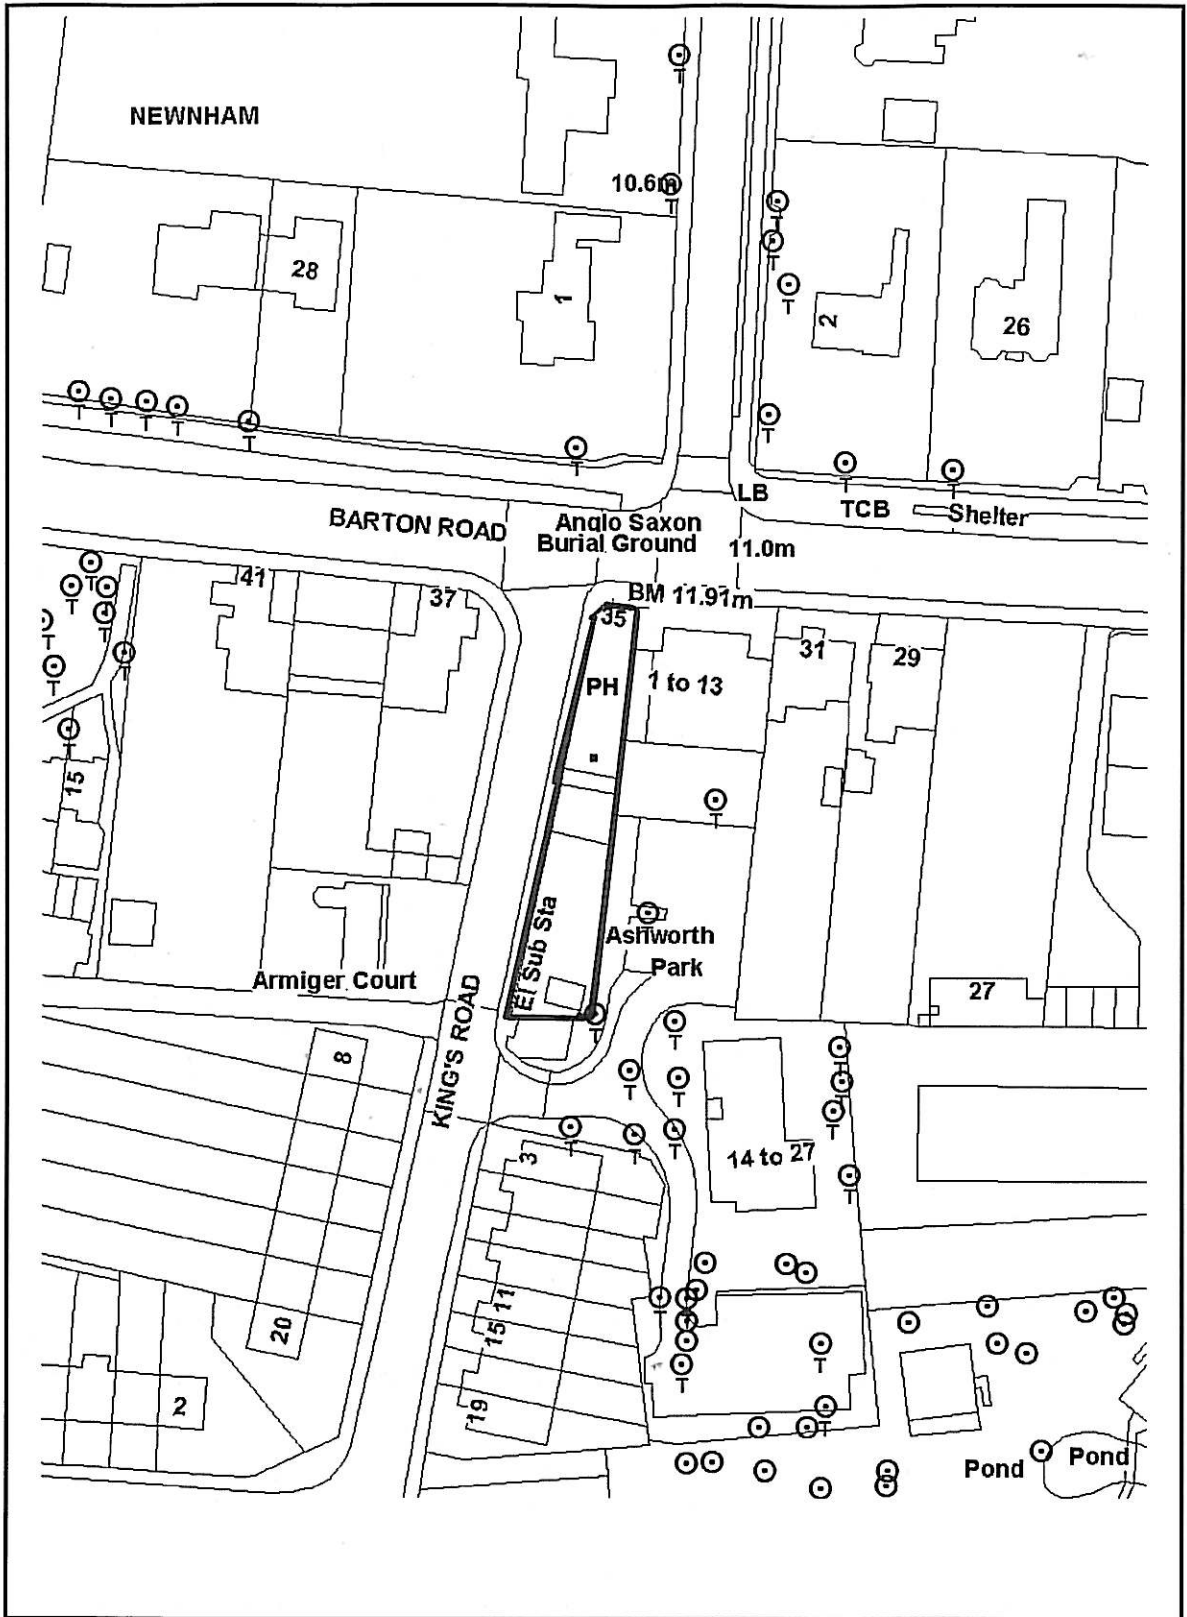 T
NEWNHAM
10.6m
T
T
T
28
1
T
2
26
T
T
T
T
T
T
T
LB
T
T
TCB
Shelter
BARTON ROAD
Anglo Saxon
Burial Ground
11.0m
T
41
T
T
T
37
BM 11.91m
35
T
T
T
31
29
PH
1 to 13
T
15
T
El Sub Sta
T
Ashworth
Park
Armiger Court
27
KING'S ROAD
T
T
8
T
T
T
T
T
T
T
T
3
14 to 27
T
11
T
T
15
20
T
T
2
19
T
Pond
Pond